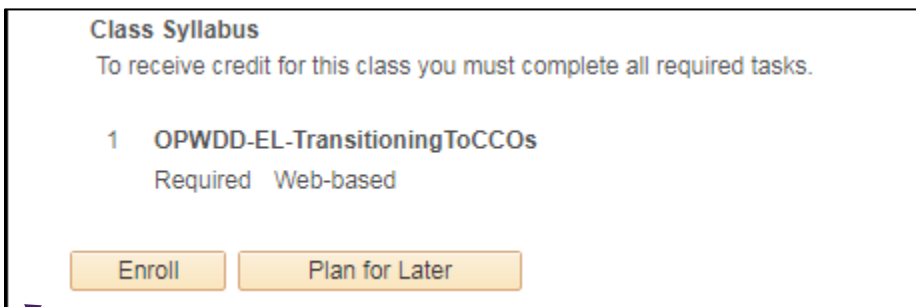 Class Syllabus
To receive credit for this class you must complete all required tasks.
1 OPWDD-EL-TransitioningToCCOs
Required Web-based
Enroll Plan for Later